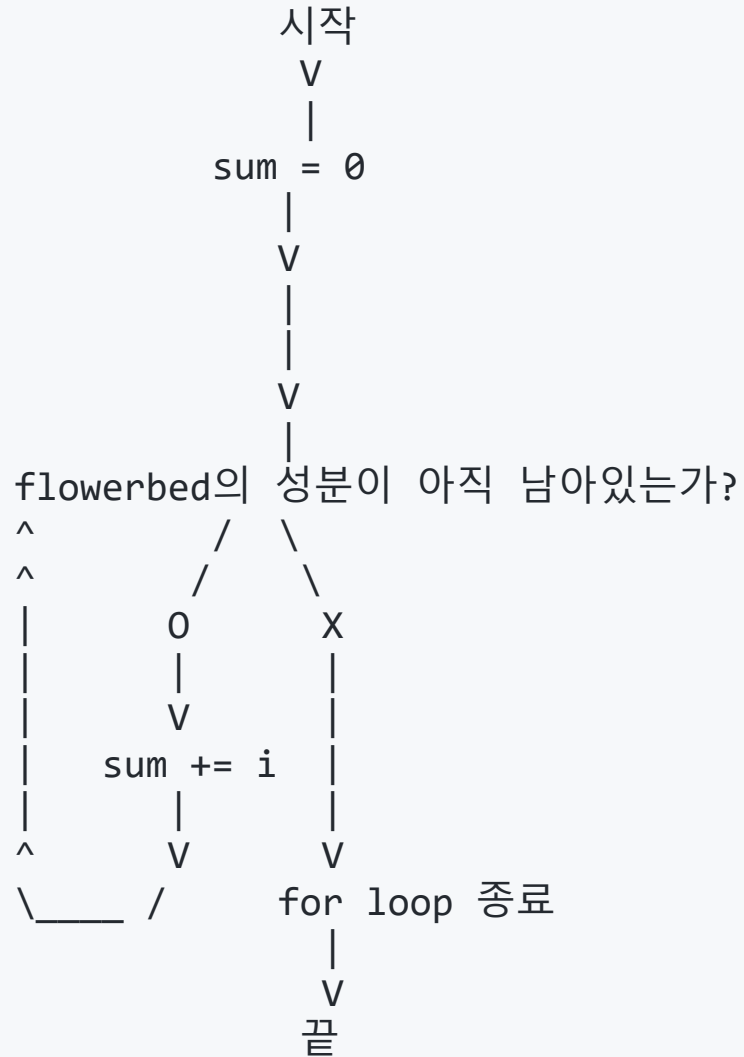 시작
V
|
sum = 0
|
V
|
|
V
|
flowerbed의 성분이 아직 남아있는가?
^ / \
^ / \
| O X
| | |
| V |
| sum += i |
| | |
^ V V
\____ / for loop 종료
|
V
끝